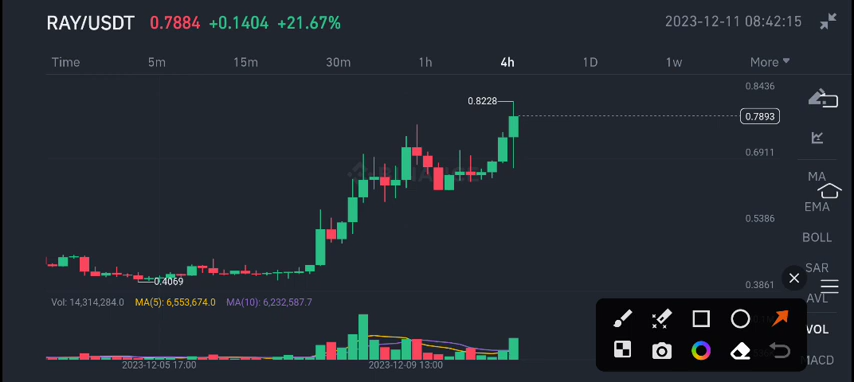 RAY/USDT 0.7884 +0.1404 +21.67% 2023-12-11 08:42:15
Time 5m 15m 30m 1h 4h 1D 1w More
0.8436
0.8228
0.7893
0.6911
MA
EMA
0.5386
BOLL
SAR
0.4069
0.3861
AVL
Vol: 14,314,284.0 MA(5): 6,553,674.0 MA(10): 6,232,587.7
VOL
MACD
2023-12-05 17:00 2023-12-09 13:00